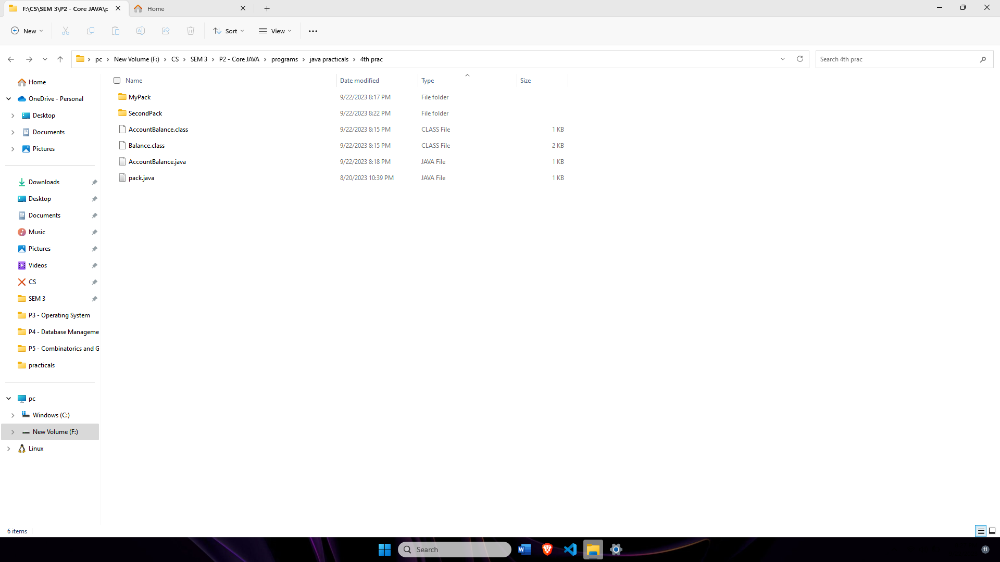 F:\CS\SEM 3\P2 - Core JAVA\p
Home
New
Sort
View
pc
New Volume (F:)
CS
SEM 3
P2 - Core JAVA
programs
java practicals
4th prac
Search 4th prac
Name
Date modified
Type
Size
MyPack 9/22/2023 8:17 PM File folder
SecondPack 9/22/2023 8:22 PM File folder
AccountBalance.class 9/22/2023 8:15 PM CLASS File 1 KB
Balance.class 9/22/2023 8:15 PM CLASS File 2 KB
AccountBalance.java 9/22/2023 8:18 PM JAVA File 1 KB
pack.java 8/20/2023 10:39 PM JAVA File 1 KB
Home
OneDrive - Personal
Desktop
Documents
Pictures
Downloads
Desktop
Documents
Music
Pictures
Videos
CS
SEM 3
P3 - Operating System
P4 - Database Manageme
P5 - Combinatorics and G
practicals
pc
Windows (C:)
New Volume (F:)
Linux
6 items
Search
11